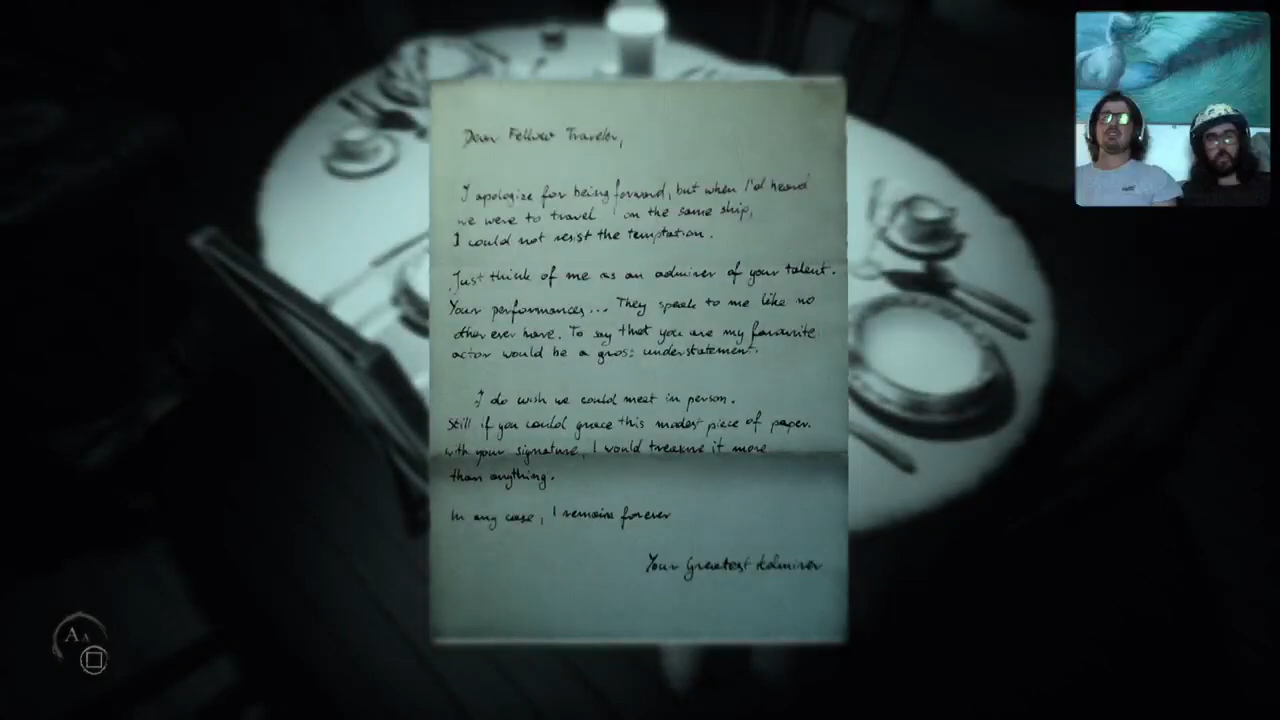 Dear Fellow Traveler,
I apologize for being forward, but when I'd heard
we were to travel on the same ship,
I could not resist the temptation.
Just think of me as an admirer of your talent.
Your performances... They speak to me like no
other ever have. To say that you are my favourite
actor would be a gross understatement.
I do wish we could meet in person.
Still if you could grace this modest piece of paper.
with your signature, I would treasure it more
than anything.
In any case, I remain forever
Your Greatest Admirer
A A